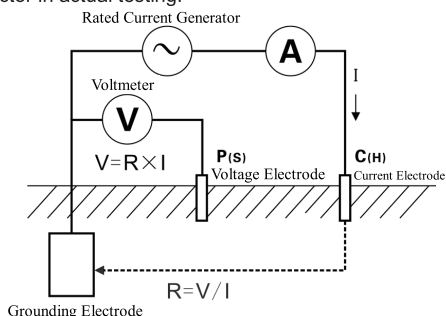 Rated Current Generator
A
I
Voltmeter
V
V=R×I
P(S)
Voltage Electrode
C(H)
Current Electrode
R=V/I
Grounding Electrode